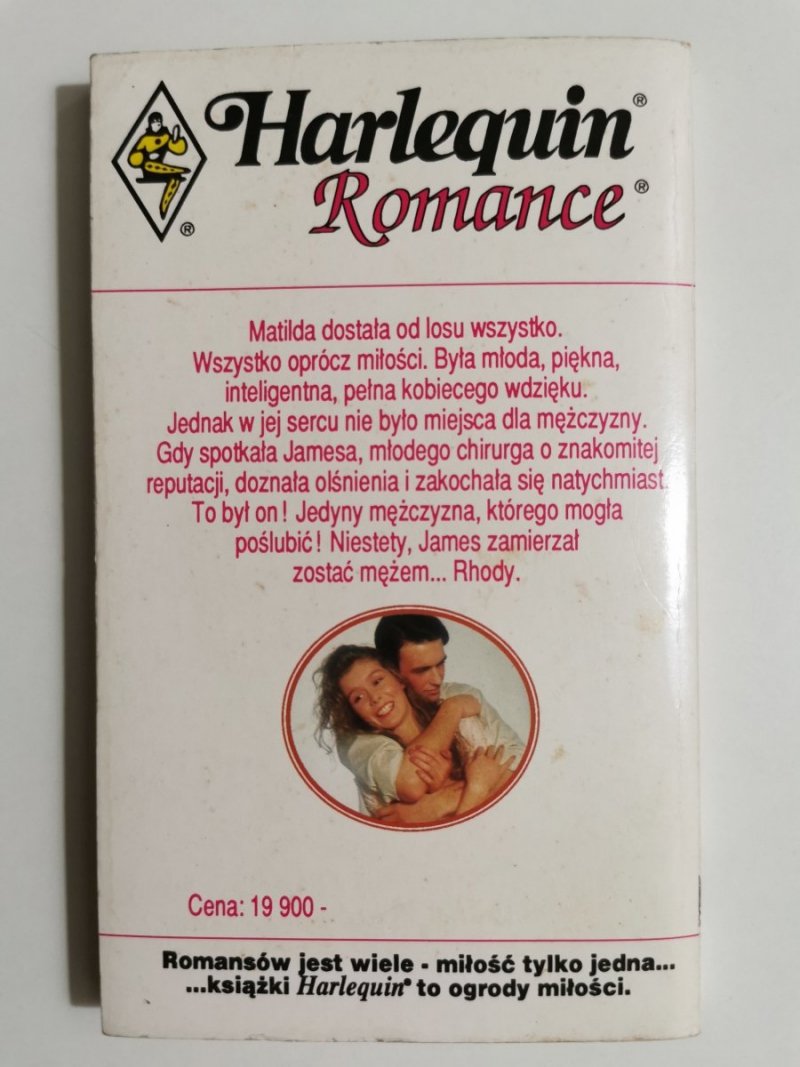 Harlequin®
Romance®
®
Matilda dostała od losu wszystko.
Wszystko oprócz miłości. Była młoda, piękna,
inteligentna, pełna kobiecego wdzięku.
Jednak w jej sercu nie było miejsca dla mężczyzny.
Gdy spotkała Jamesa, młodego chirurga o znakomitej
reputacji, doznała olśnienia i zakochała się natychmiast.
To był on! Jedyny mężczyzna, którego mogła
poślubić! Niestety, James zamierzał
zostać mężem... Rhody.
Cena: 19 900 -
Romansów jest wiele - miłość tylko jedna...
...książki Harlequin® to ogrody miłości.